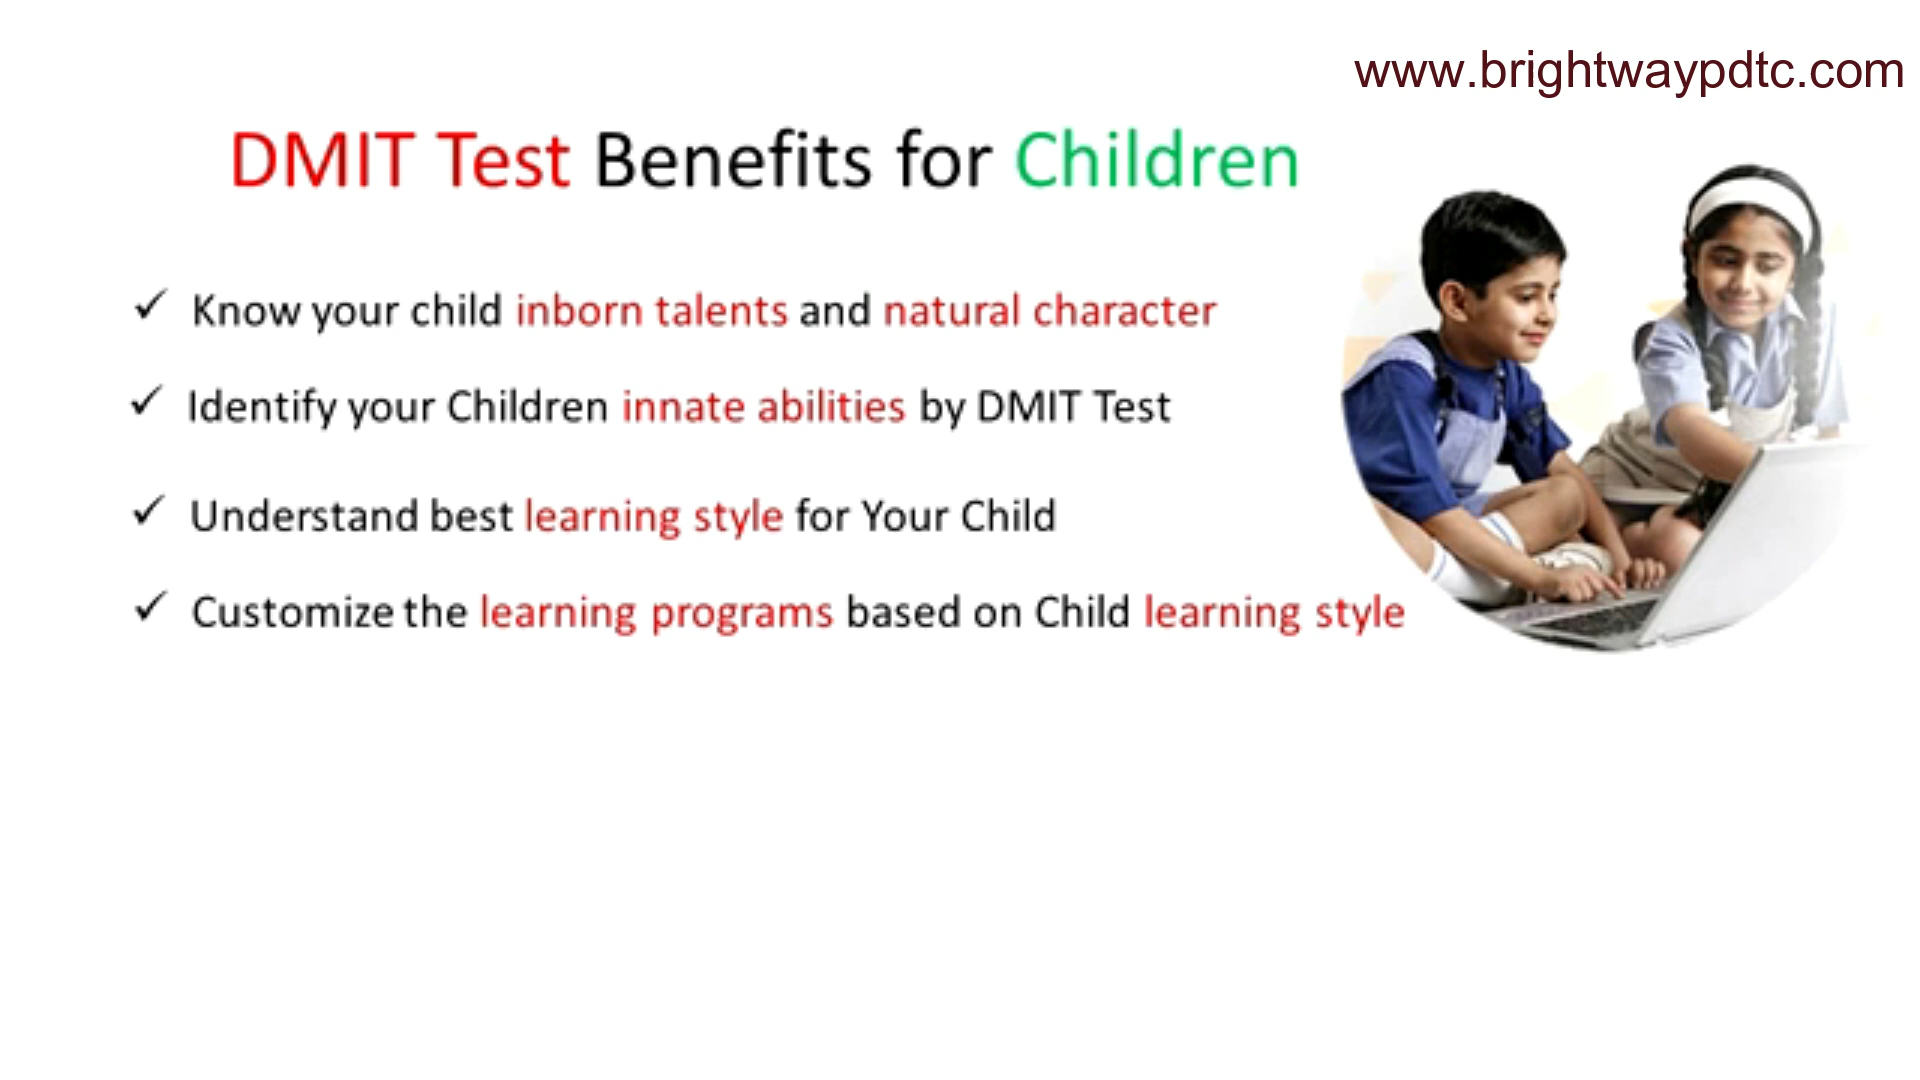 www.brightwaypdtc.com
DMIT Test Benefits for Children
✓ Know your child inborn talents and natural character
✓ Identify your Children innate abilities by DMIT Test
✓ Understand best learning style for Your Child
✓ Customize the learning programs based on Child learning style